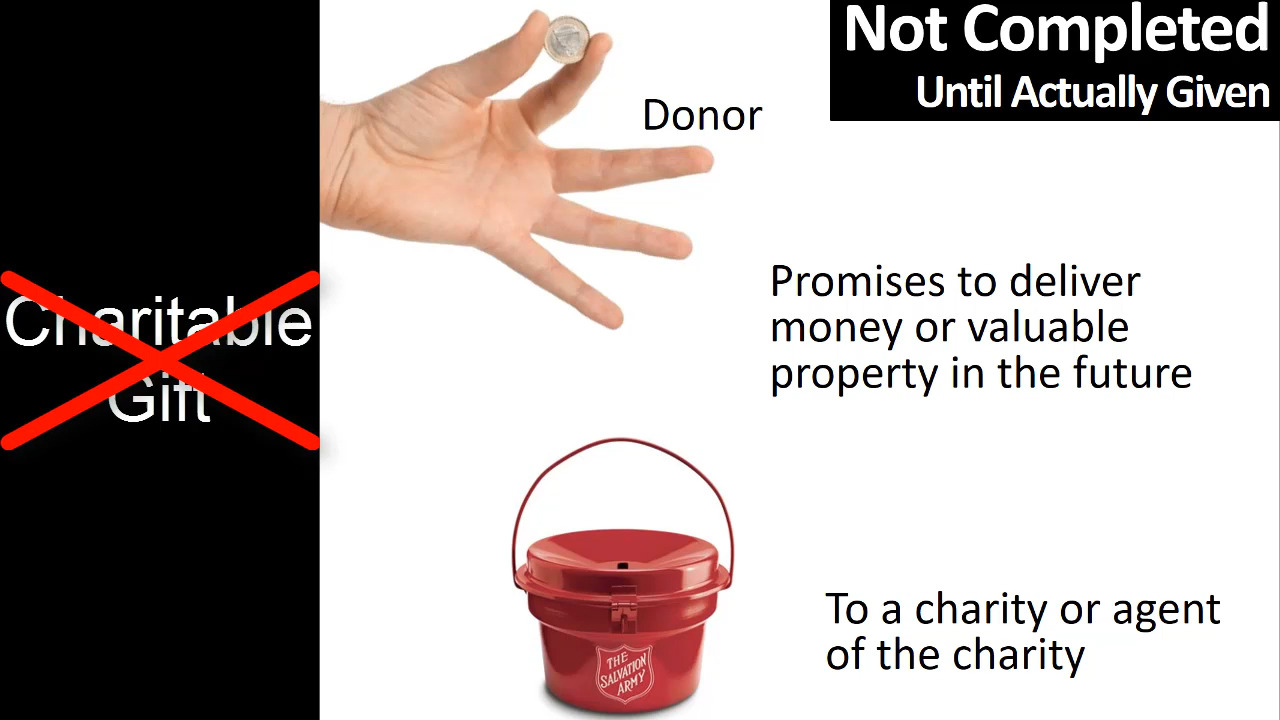 Not Completed
Until Actually Given
Donor
Charitable
Gift
Promises to deliver
money or valuable
property in the future
To a charity or agent
of the charity
THE
SALVATION
ARMY